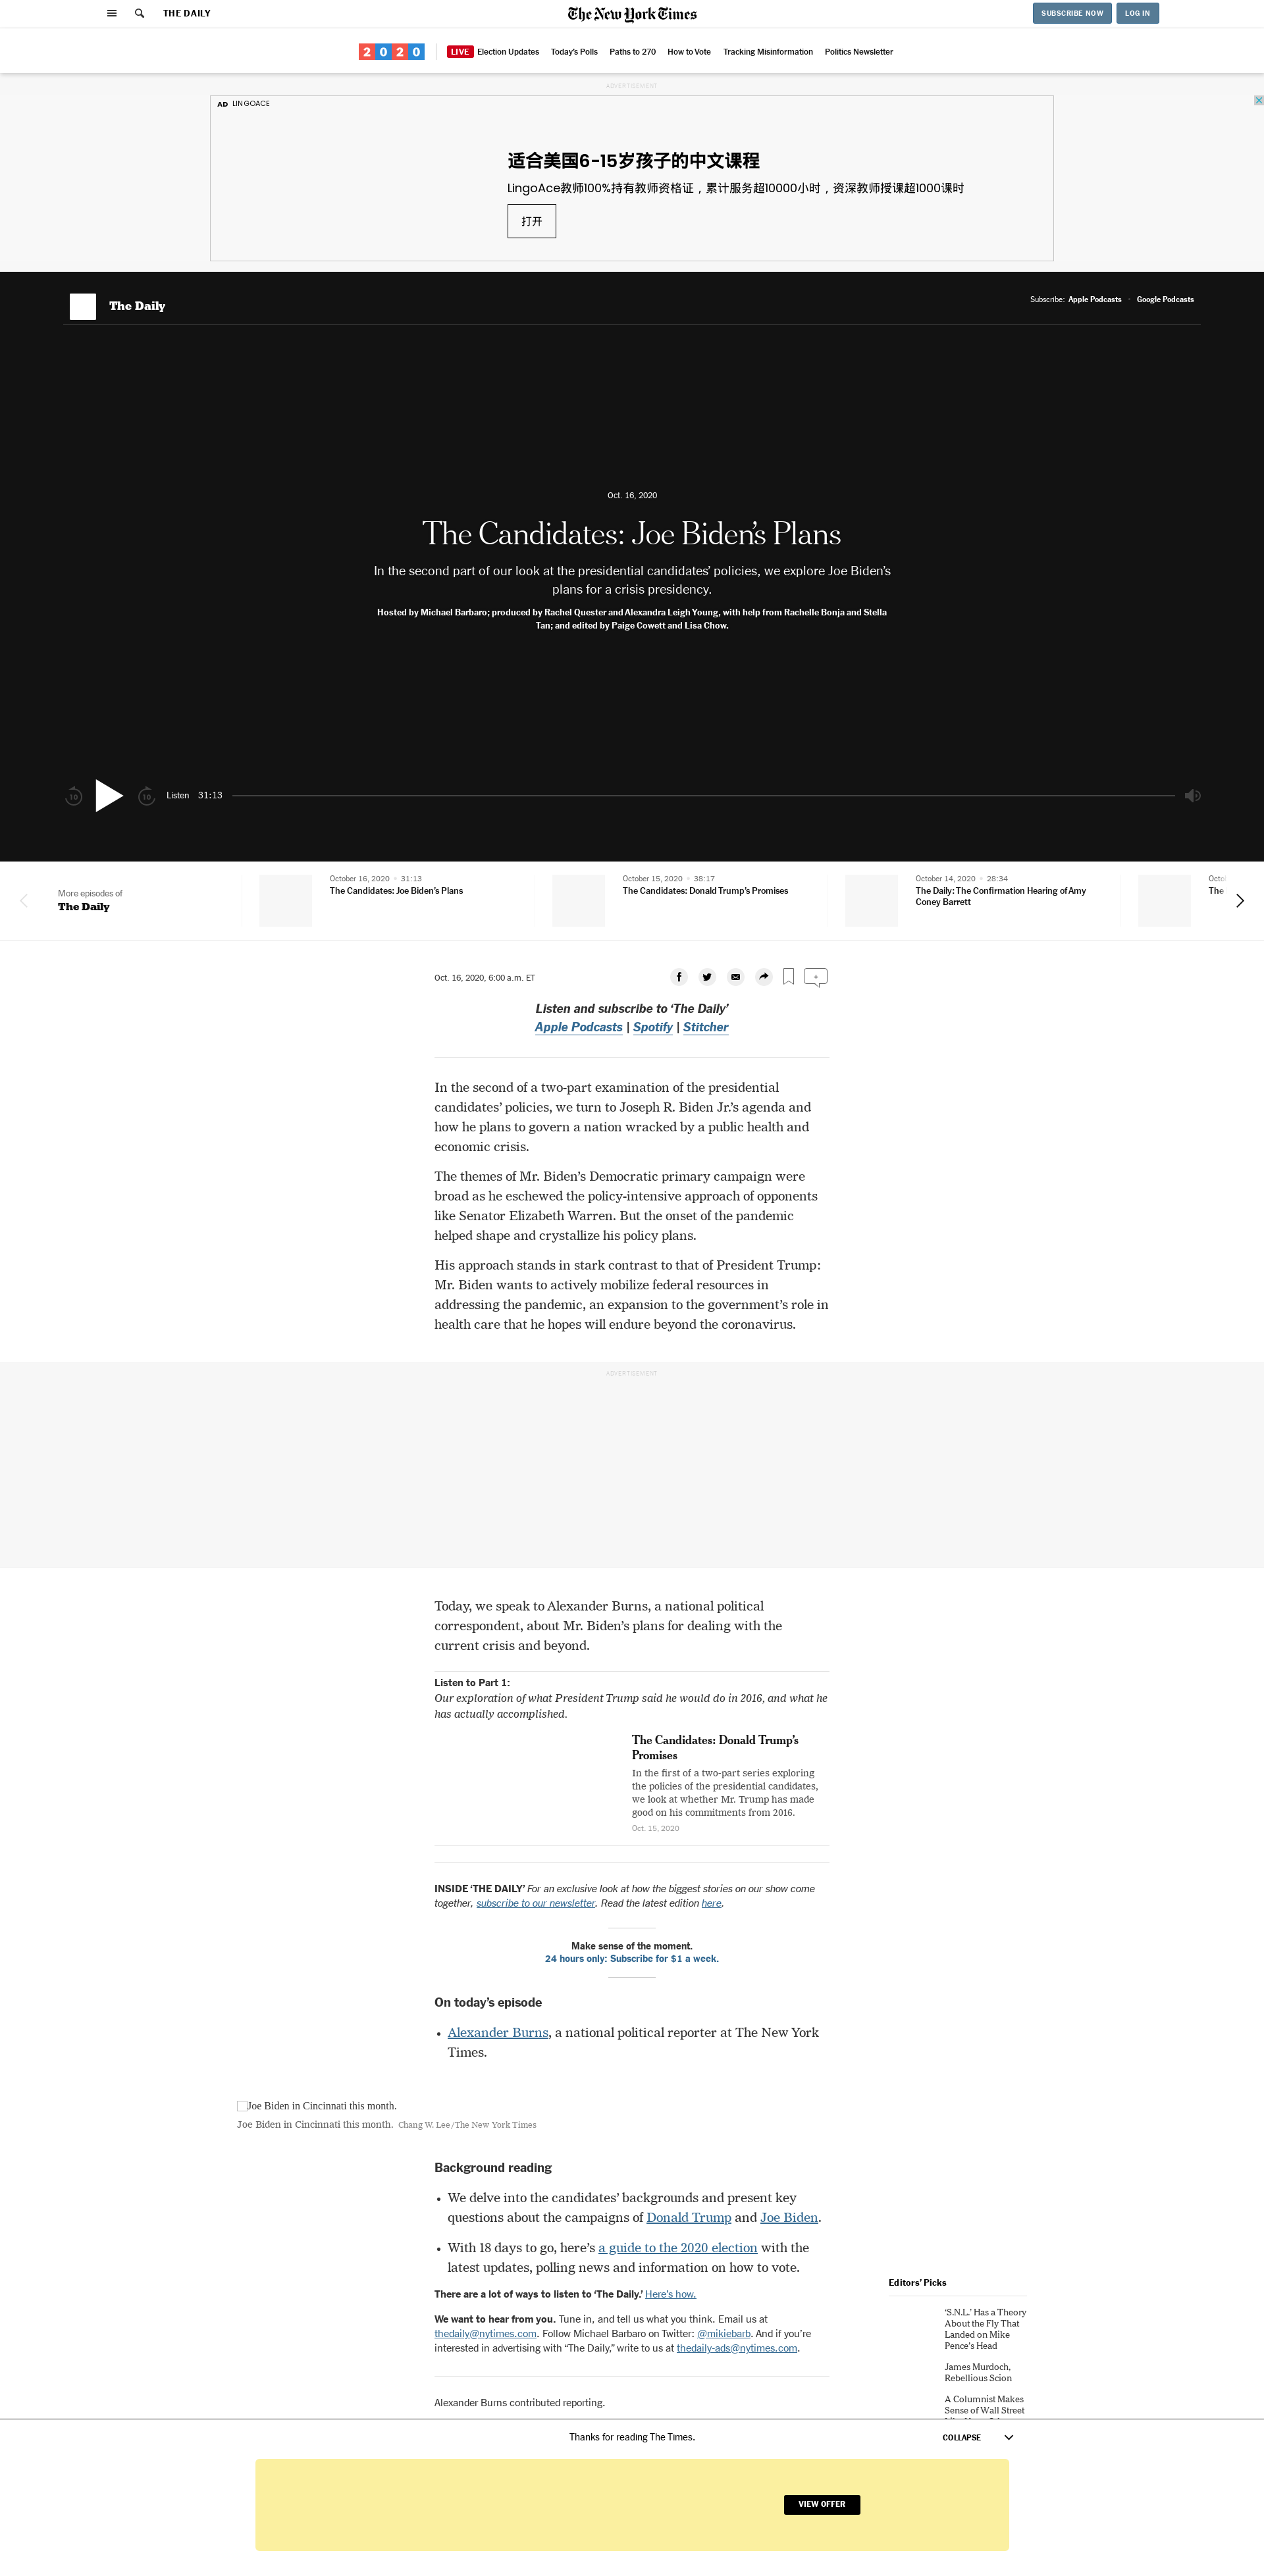 THE DAILY
The New York Times
SUBSCRIBE NOW
LOG IN
2020
LIVE Election Updates
Today's Polls
Paths to 270
How to Vote
Tracking Misinformation
Politics Newsletter
ADVERTISEMENT
AD LINGOACE
适合美国6-15岁孩子的中文课程
LingoAce教师100%持有教师资格证，累计服务超10000小时，资深教师授课超1000课时
打开
The Daily
Subscribe: Apple Podcasts
Google Podcasts
Oct. 16, 2020
The Candidates: Joe Biden’s Plans
In the second part of our look at the presidential candidates’ policies, we explore Joe Biden’s
plans for a crisis presidency.
Hosted by Michael Barbaro; produced by Rachel Quester and Alexandra Leigh Young, with help from Rachelle Bonja and Stella
Tan; and edited by Paige Cowett and Lisa Chow.
10
10
Listen 31:13
More episodes of
The Daily
October 16, 2020 • 31:13
The Candidates: Joe Biden’s Plans
October 15, 2020 • 38:17
The Candidates: Donald Trump’s Promises
October 14, 2020 • 28:34
The Daily: The Confirmation Hearing of Amy
Coney Barrett
Octo
The
Oct. 16, 2020, 6:00 a.m. ET
+
Listen and subscribe to ‘The Daily’
Apple Podcasts | Spotify | Stitcher
In the second of a two-part examination of the presidential
candidates’ policies, we turn to Joseph R. Biden Jr.’s agenda and
how he plans to govern a nation wracked by a public health and
economic crisis.
The themes of Mr. Biden’s Democratic primary campaign were
broad as he eschewed the policy-intensive approach of opponents
like Senator Elizabeth Warren. But the onset of the pandemic
helped shape and crystallize his policy plans.
His approach stands in stark contrast to that of President Trump:
Mr. Biden wants to actively mobilize federal resources in
addressing the pandemic, an expansion to the government’s role in
health care that he hopes will endure beyond the coronavirus.
ADVERTISEMENT
Today, we speak to Alexander Burns, a national political
correspondent, about Mr. Biden’s plans for dealing with the
current crisis and beyond.
Listen to Part 1:
Our exploration of what President Trump said he would do in 2016, and what he
has actually accomplished.
The Candidates: Donald Trump’s
Promises
In the first of a two-part series exploring
the policies of the presidential candidates,
we look at whether Mr. Trump has made
good on his commitments from 2016.
Oct. 15, 2020
INSIDE ‘THE DAILY’ For an exclusive look at how the biggest stories on our show come
together, subscribe to our newsletter. Read the latest edition here.
Make sense of the moment.
24 hours only: Subscribe for $1 a week.
On today’s episode
• Alexander Burns, a national political reporter at The New York
Times.
Joe Biden in Cincinnati this month.
Joe Biden in Cincinnati this month. Chang W. Lee/The New York Times
Background reading
• We delve into the candidates’ backgrounds and present key
questions about the campaigns of Donald Trump and Joe Biden.
• With 18 days to go, here’s a guide to the 2020 election with the
latest updates, polling news and information on how to vote.
There are a lot of ways to listen to ‘The Daily.’ Here’s how.
We want to hear from you. Tune in, and tell us what you think. Email us at
thedaily@nytimes.com. Follow Michael Barbaro on Twitter: @mikiebarb. And if you’re
interested in advertising with “The Daily,” write to us at thedaily-ads@nytimes.com.
Alexander Burns contributed reporting.
Editors’ Picks
‘S.N.L.’ Has a Theory
About the Fly That
Landed on Mike
Pence’s Head
James Murdoch,
Rebellious Scion
A Columnist Makes
Sense of Wall Street
Thanks for reading The Times.
COLLAPSE
VIEW OFFER